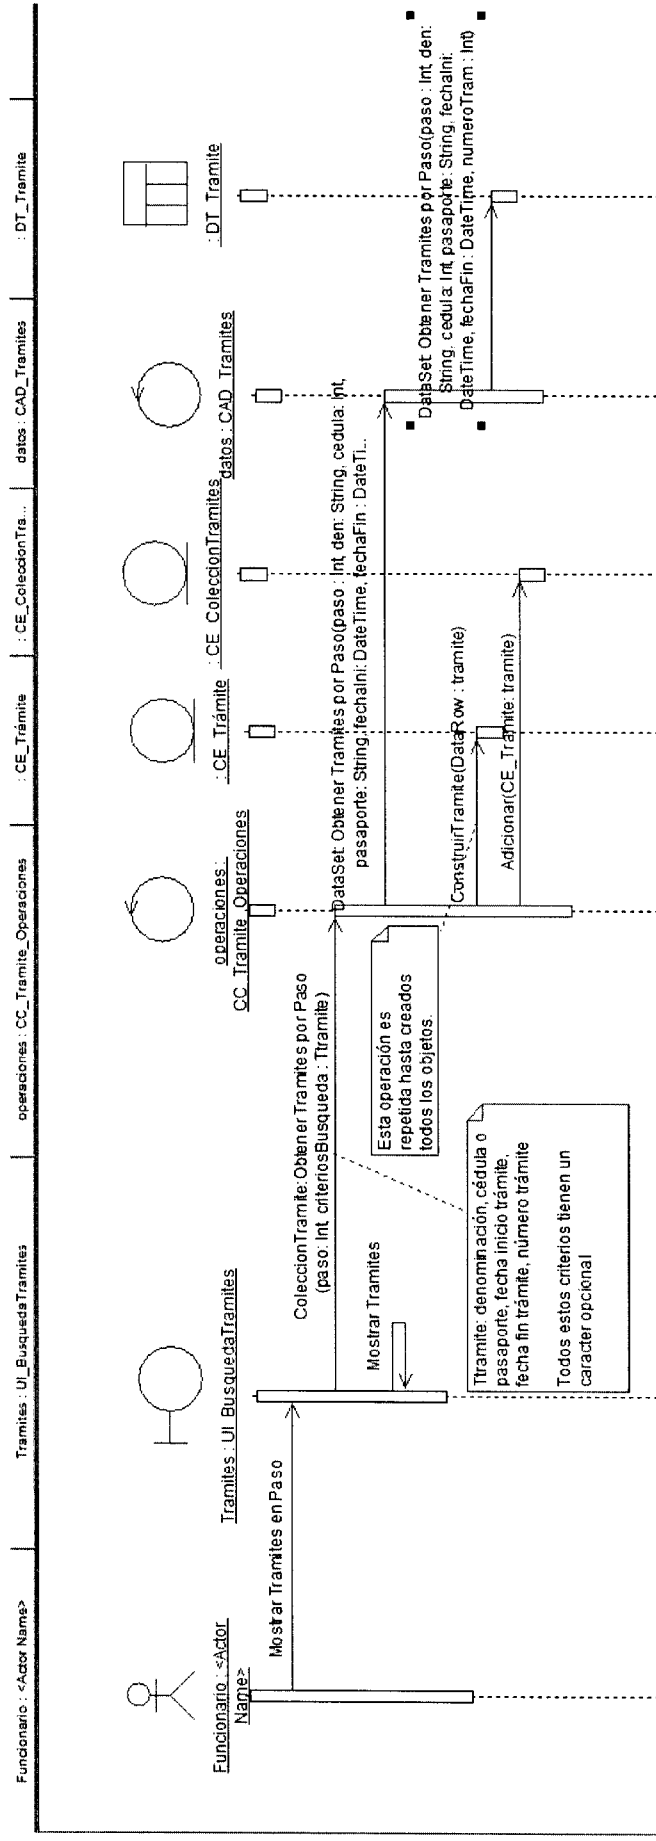 Funcionario : <Actor Name>
Tramites : UI_BusquedaTramites
operaciones : CC_Tramite_Operaciones
: CE_Trámite
: CE_ColeccionTra...
datos : CAD_Tramites
: DT_Tramite
Funcionario : <Actor
Name>
Tramites : UI_BusquedaTramites
operaciones :
CC_Tramite_Operaciones
: CE_Trámite
: CE_ColeccionTramites
datos : CAD_Tramites
: DT_Tramite
Mostrar Tramites en Paso
ColeccionTramite: Obtener Tramites por Paso
(paso: Int, criteriosBusqueda : Ttramite)
DataSet: Obtener Tramites por Paso(paso : Int, den: String, cedula: Int,
pasaporte: String, fechaIni: DateTime, fechaFin : DateTi...
DataSet: Obtener Tramites por Paso(paso : Int, den:
String, cedula: Int, pasaporte: String, fechaIni:
DateTime, fechaFin : DateTime, numeroTram : Int)
Mostrar Tramites
Esta operación es
repetida hasta creados
todos los objetos.
ConstruirTramite(DataRow : tramite)
Adicionar(CE_Tramite: tramite)
Ttramite: denominación, cédula o
pasaporte, fecha inicio trámite,
fecha fin trámite, número trámite
Todos estos criterios tienen un
caracter opcional